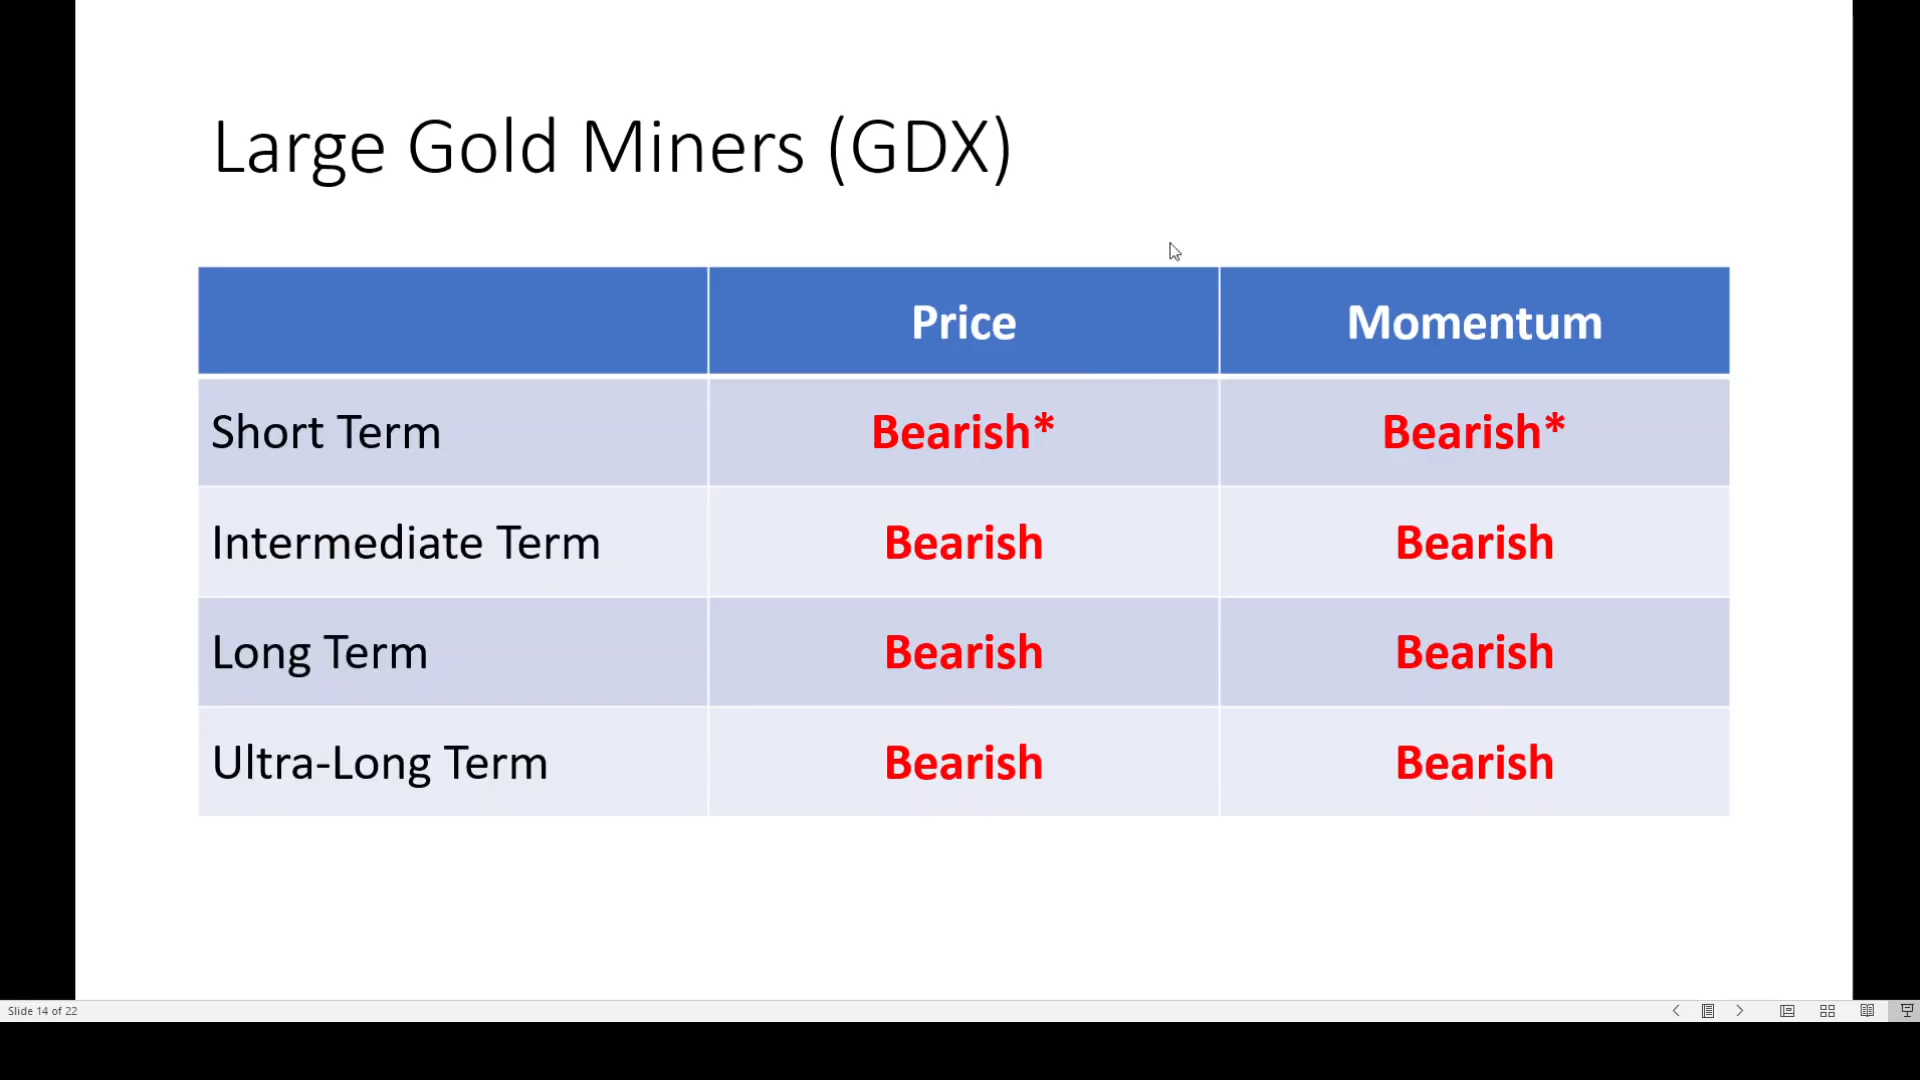 Large Gold Miners (GDX)
Price Momentum
Short Term Bearish* Bearish*
Intermediate Term Bearish Bearish
Long Term Bearish Bearish
Ultra-Long Term Bearish Bearish
Slide 14 of 22